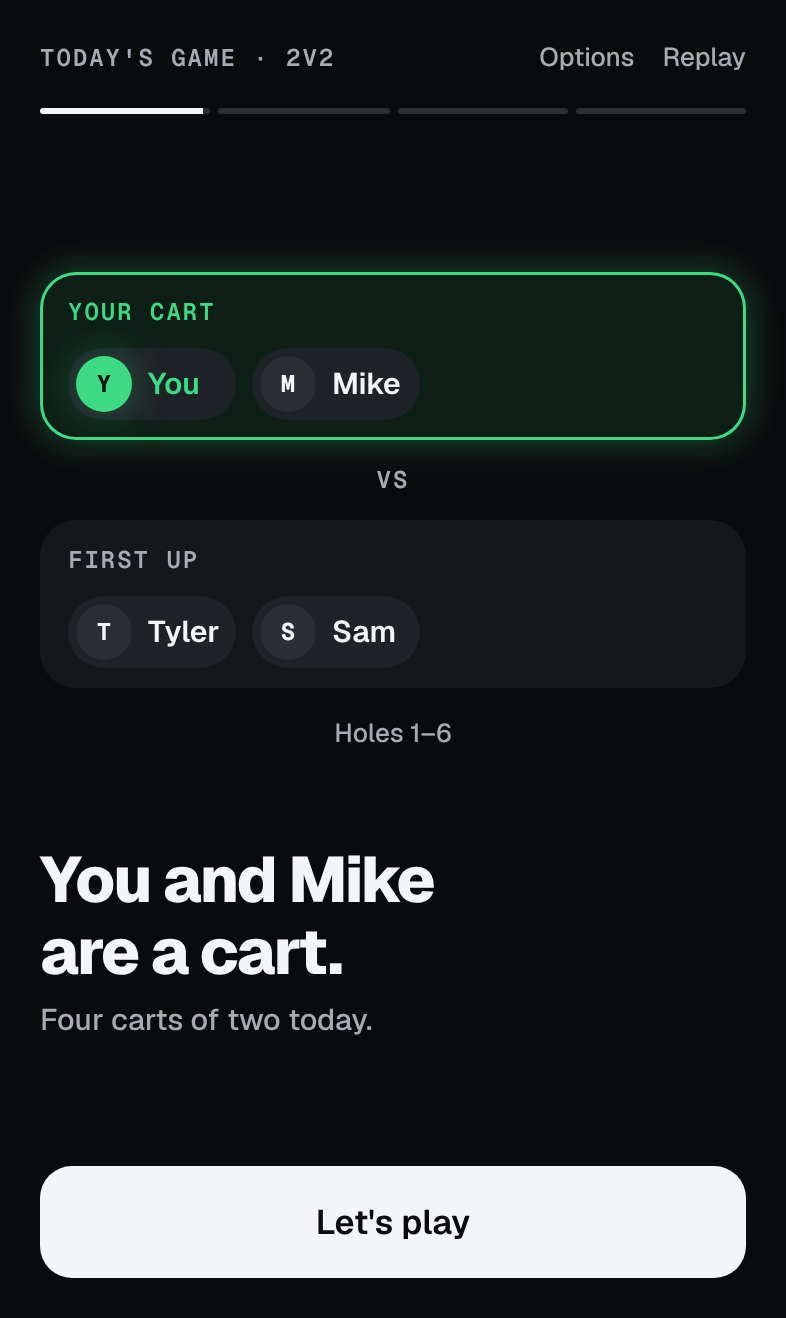 TODAY'S GAME · 2V2
Options
Replay
YOUR CART
Y You
M Mike
VS
FIRST UP
T Tyler
S Sam
Holes 1–6
You and Mike
are a cart.
Four carts of two today.
Let's play